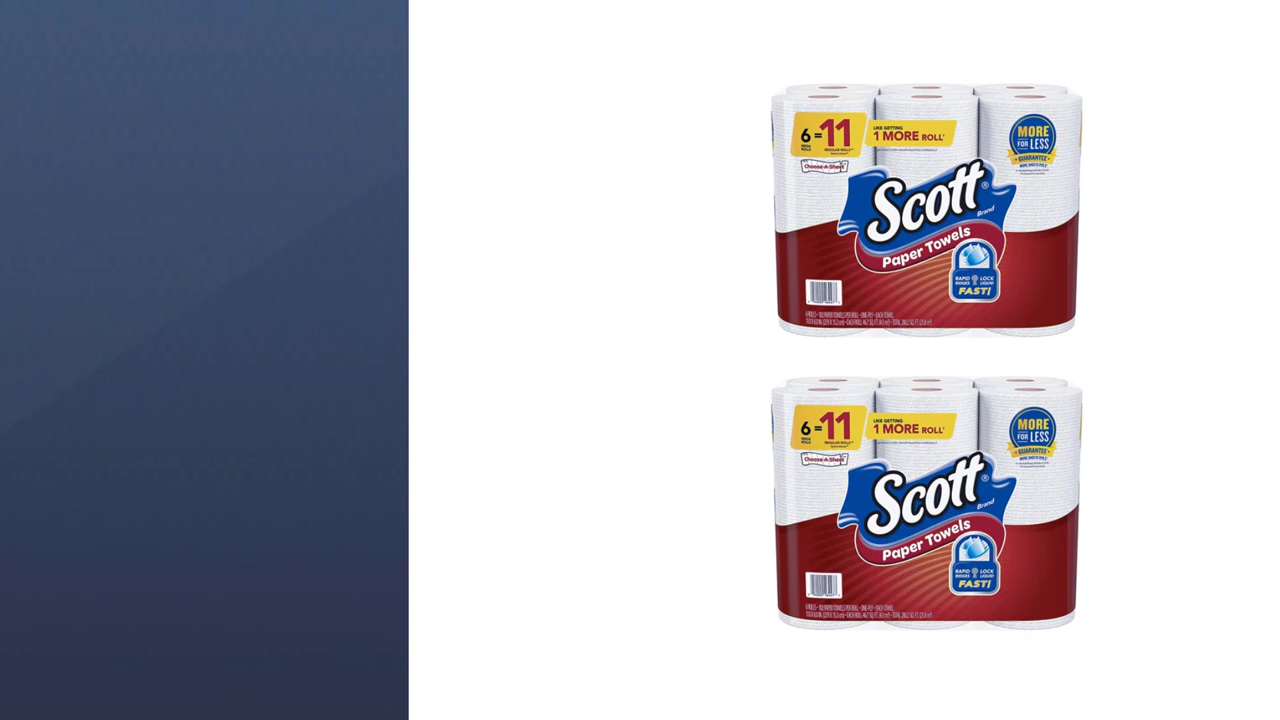 6 = 11
MEGA ROLLS
REGULAR ROLLS
LIKE GETTING
1 MORE ROLL
Choose-A-Sheet
MORE
FOR LESS
GUARANTEE
Scott®
Brand
Paper Towels
RAPID RIDGES LOCK LIQUID
FAST!
6 = 11
MEGA ROLLS
REGULAR ROLLS
LIKE GETTING
1 MORE ROLL
Choose-A-Sheet
MORE
FOR LESS
GUARANTEE
Scott®
Brand
Paper Towels
RAPID RIDGES LOCK LIQUID
FAST!